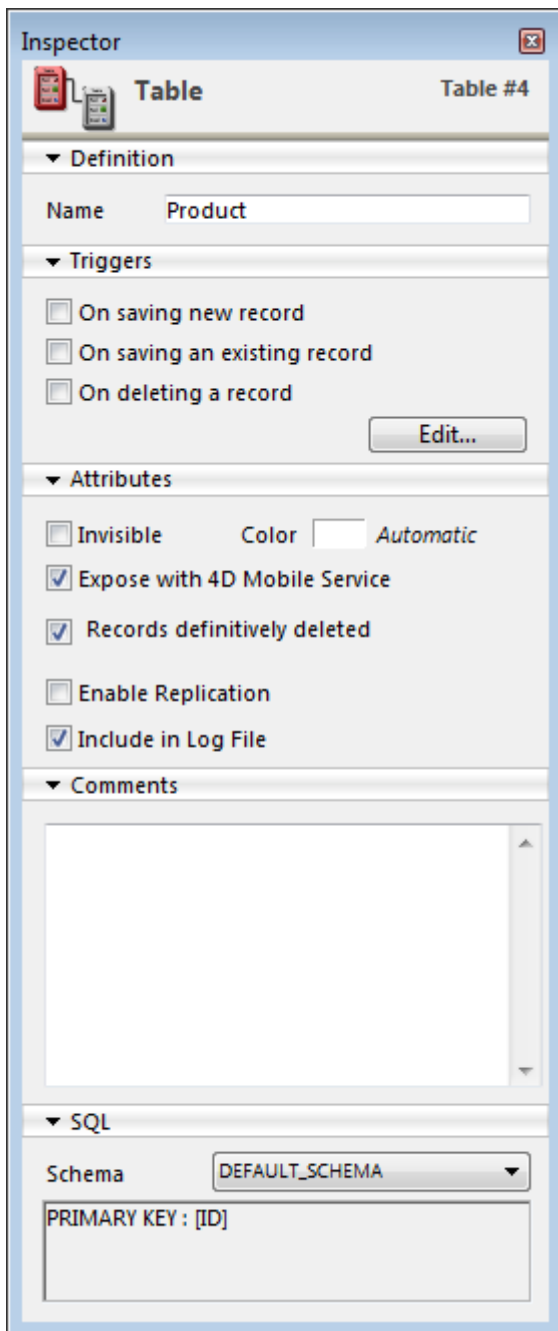 Inspector
Table Table #4
Definition
Name Product
Triggers
On saving new record
On saving an existing record
On deleting a record
Edit...
Attributes
Invisible Color Automatic
Expose with 4D Mobile Service
Records definitively deleted
Enable Replication
Include in Log File
Comments
SQL
Schema DEFAULT_SCHEMA
PRIMARY KEY : [ID]